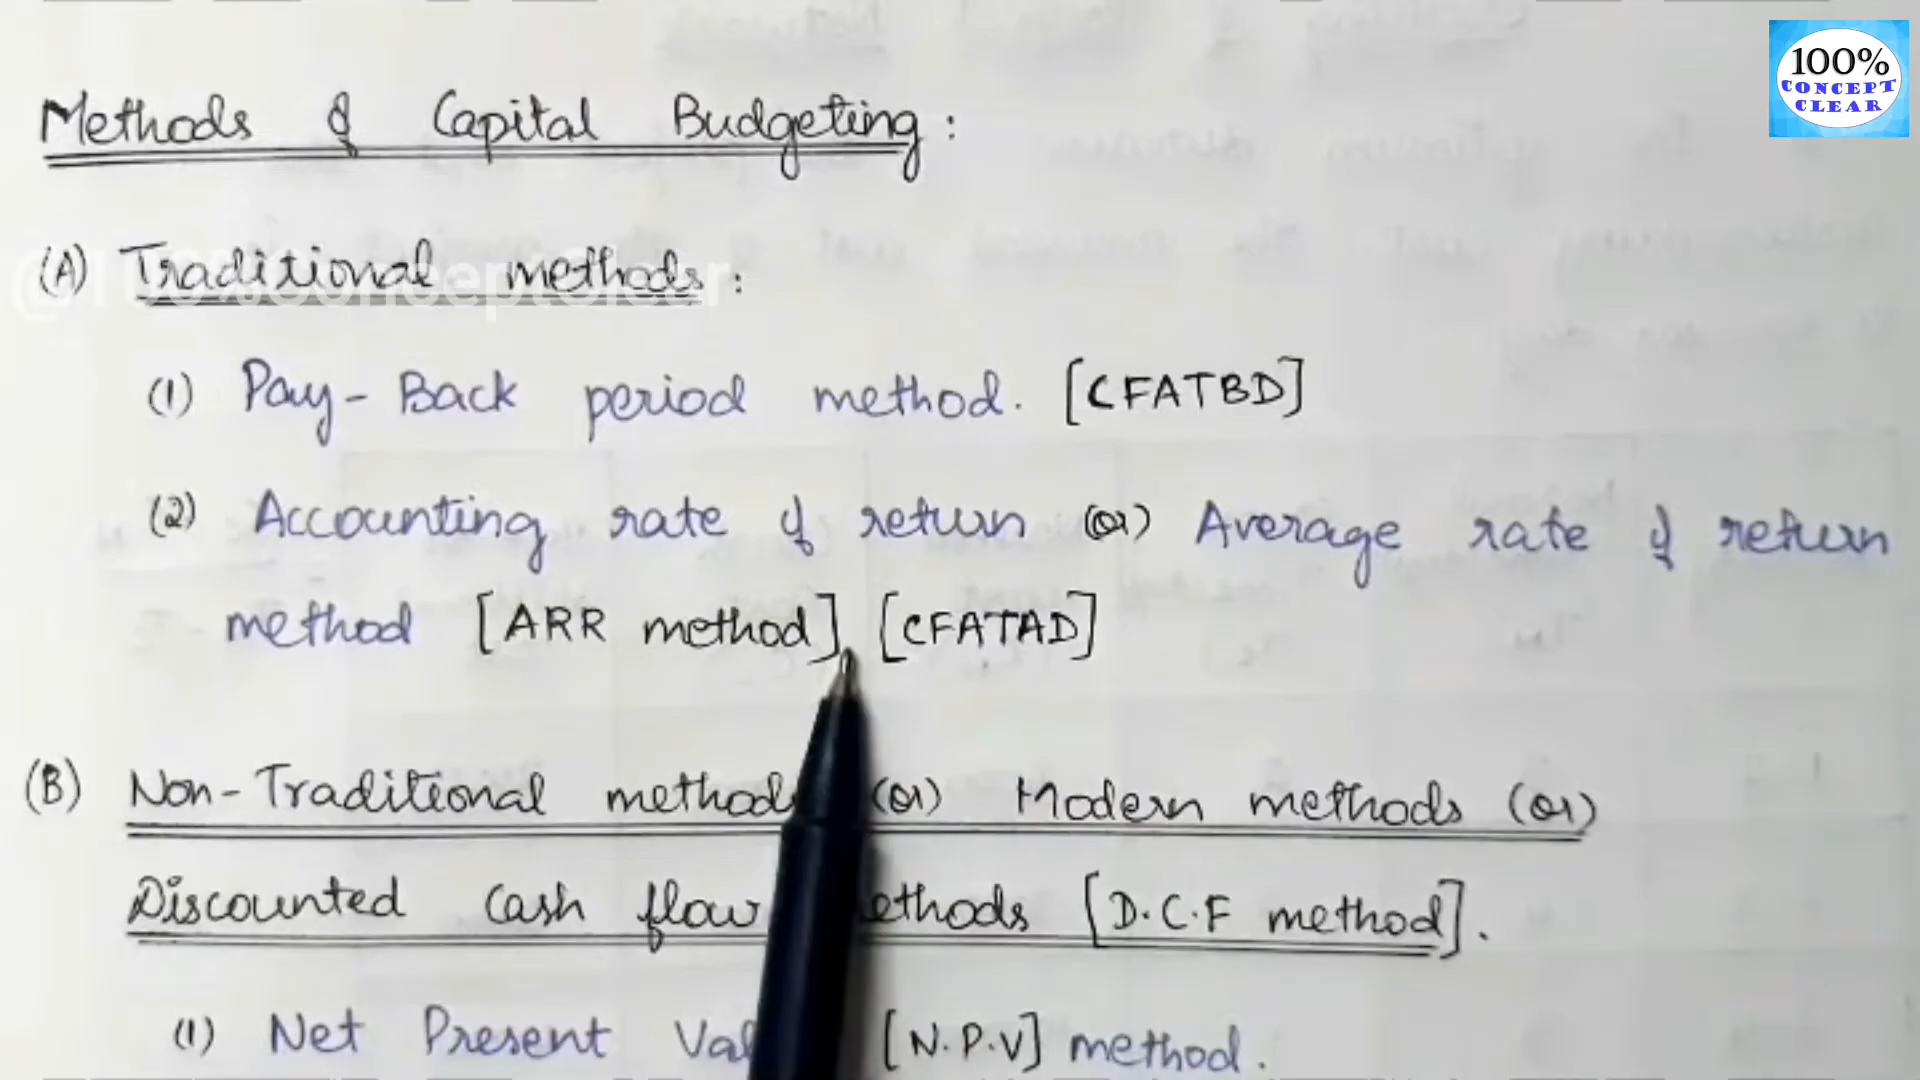 100%
CONCEPT
CLEAR
Methods of Capital Budgeting:
(A) Traditional methods:
(1) Pay-Back period method. [CFATBD]
(2) Accounting rate of return (or) Average rate of return
method [ARR method] [CFATAD]
(B) Non-Traditional methods (or) Modern methods (or)
Discounted cash flow methods [D.C.F method].
(1) Net Present Val [N.P.V] method.